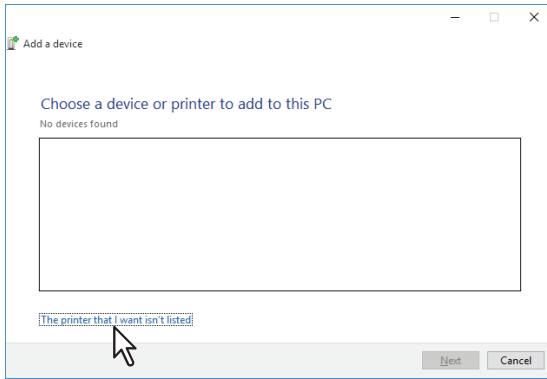 Add a device
Choose a device or printer to add to this PC
No devices found
The printer that I want isn't listed
Next
Cancel